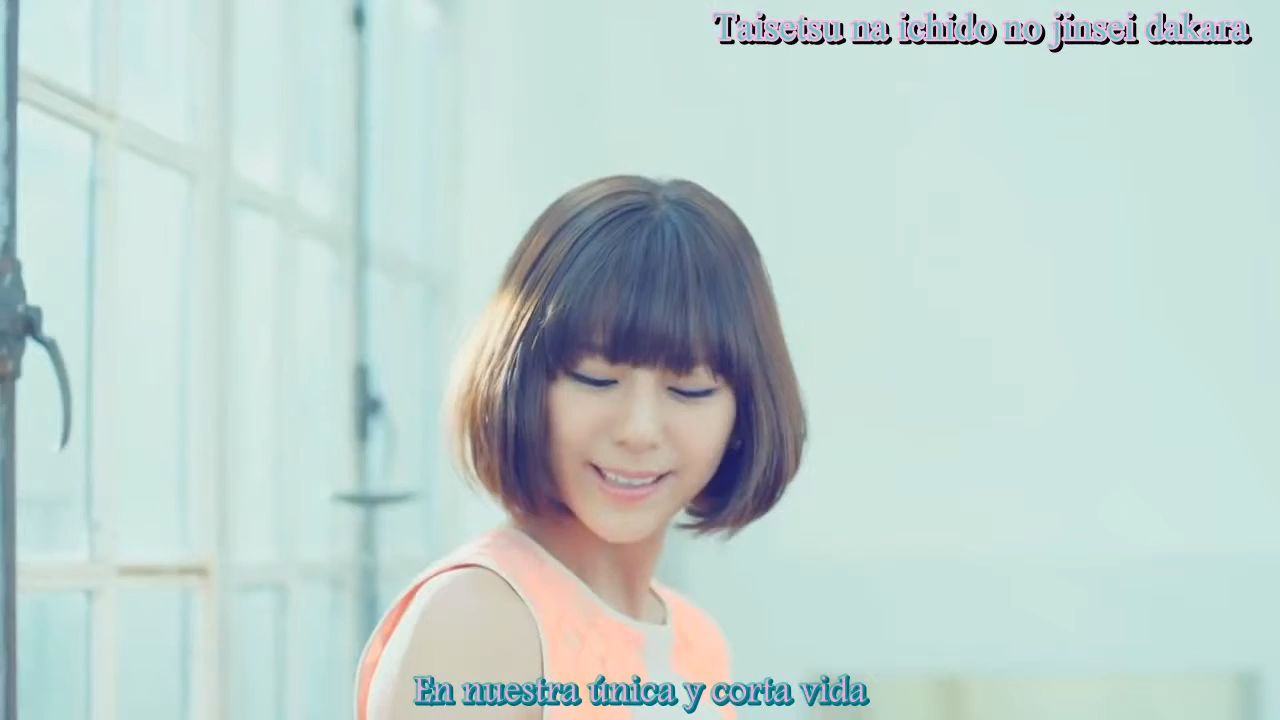 Taisetsu na ichido no jinsei dakara
En nuestra única y corta vida